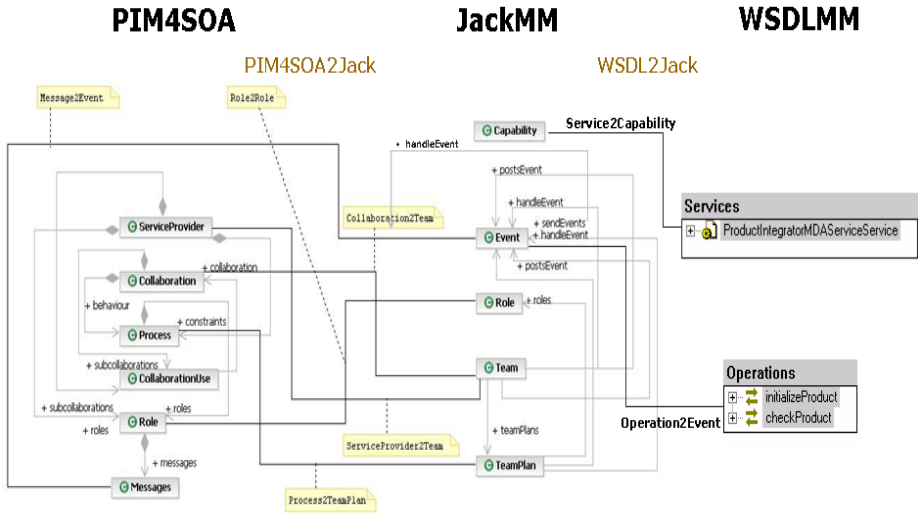 PIM4SOA JackMM WSDLMM
PIM4SOA2Jack WSDL2Jack
Message2Event Role2Role
Capability Service2Capability
+ handleEvent
+ postsEvent
+ handleEvent
Services
ProductIntegratorMDAServiceService
Collaboration2Team
+ sendEvents
ServiceProvider
Event + handleEvent
+ collaboration
+ postsEvent
Collaboration
+ behaviour
Role + roles
+ constraints
Process
+ subcollaborations
Team
CollaborationUse
Operations
initializeProduct
checkProduct
+ subcollaborations + roles
Role
+ roles
Operation2Event
+ teamPlans
ServiceProvider2Team
+ messages
TeamPlan
Messages
Process2TeamPlan